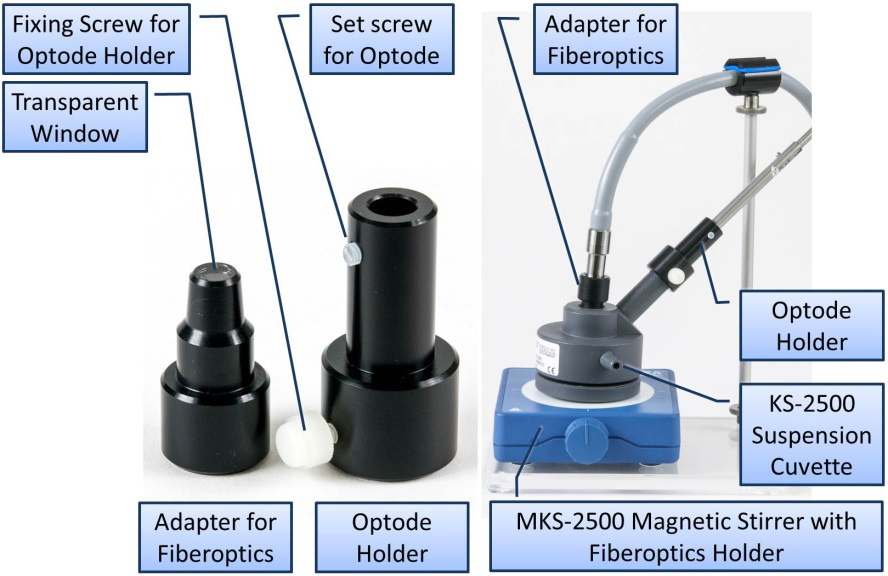 Fixing Screw for
Optode Holder
Set screw
for Optode
Adapter for
Fiberoptics
Transparent
Window
Optode
Holder
KS-2500
Suspension
Cuvette
Adapter for
Fiberoptics
Optode
Holder
MKS-2500 Magnetic Stirrer with
Fiberoptics Holder